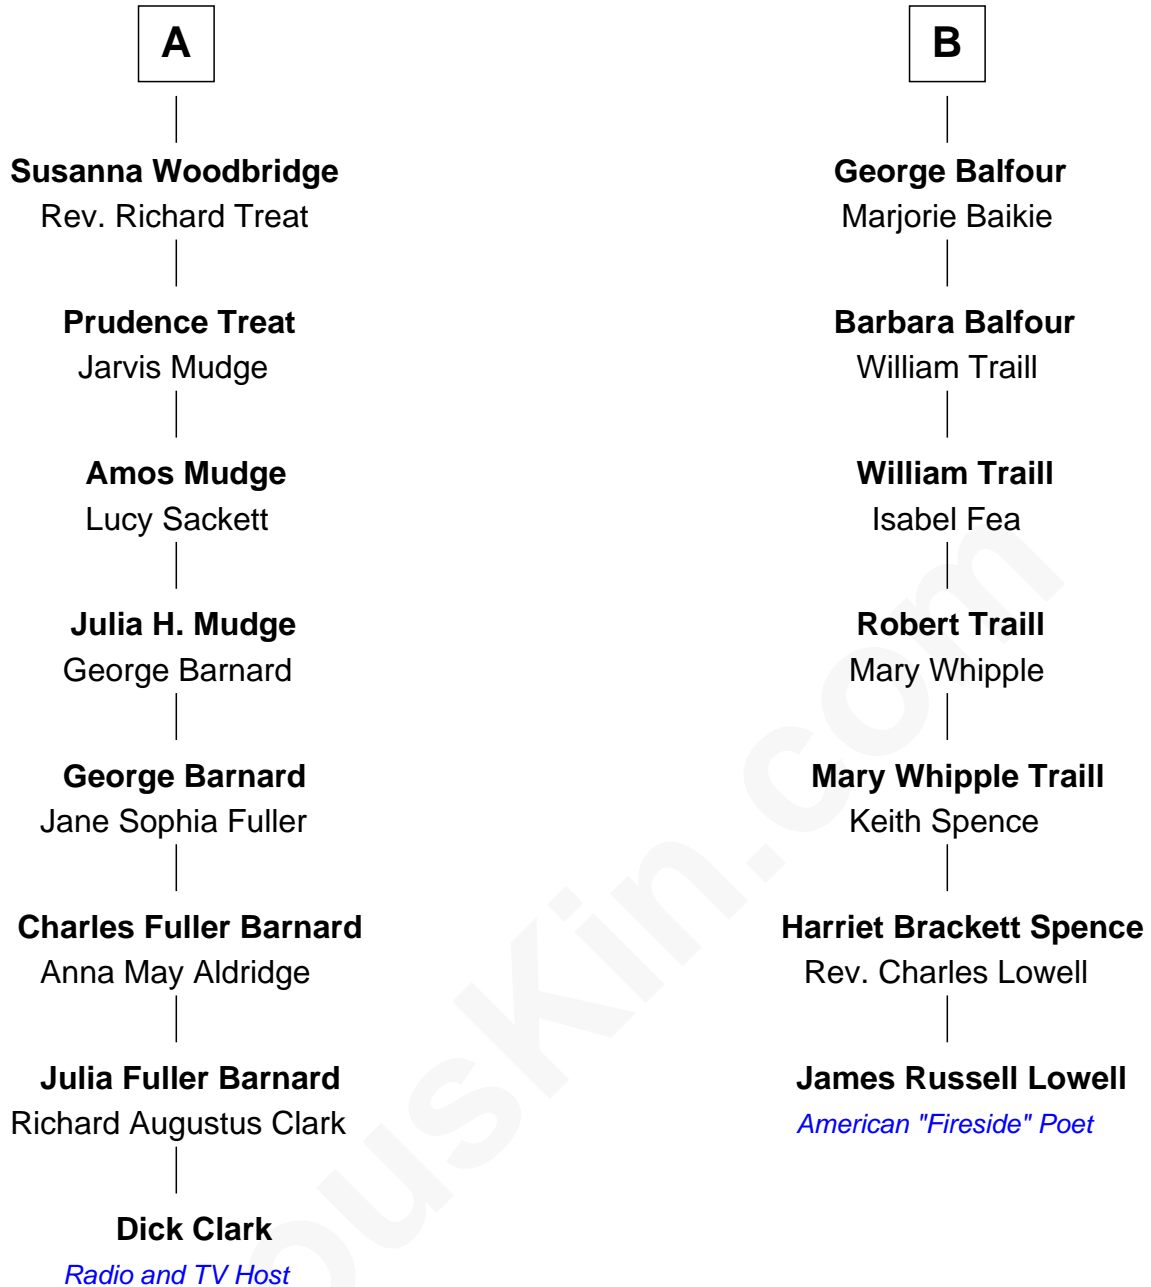 A
Susanna Woodbridge
Rev. Richard Treat
Prudence Treat
Jarvis Mudge
Amos Mudge
Lucy Sackett
Julia H. Mudge
George Barnard
George Barnard
Jane Sophia Fuller
Charles Fuller Barnard
Anna May Aldridge
Julia Fuller Barnard
Richard Augustus Clark
Dick Clark
Radio and TV Host
B
George Balfour
Marjorie Baikie
Barbara Balfour
William Traill
William Traill
Isabel Fea
Robert Traill
Mary Whipple
Mary Whipple Traill
Keith Spence
Harriet Brackett Spence
Rev. Charles Lowell
James Russell Lowell
American "Fireside" Poet
ousKin.com